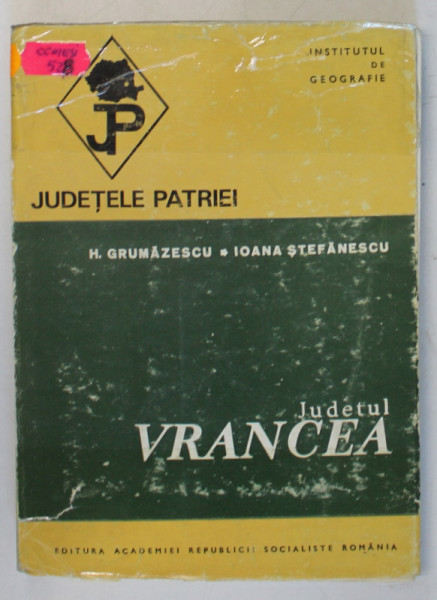 INSTITUTUL
DE
GEOGRAFIE
JP
JUDEȚELE PATRIEI
H. GRUMĂZESCU * IOANA ȘTEFĂNESCU
Județul
VRANCEA
EDITURA ACADEMIEI REPUBLICII SOCIALISTE ROMÂNIA